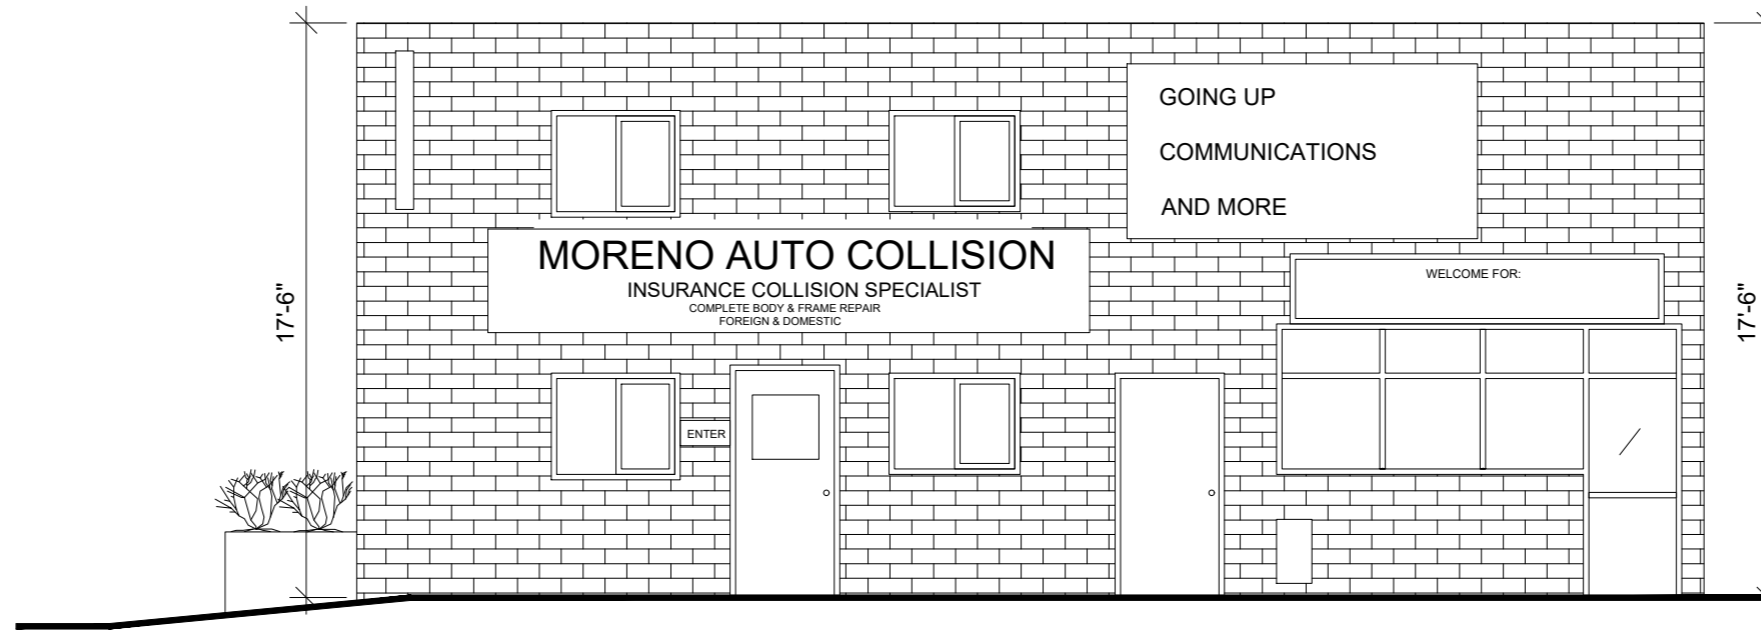 GOING UP
COMMUNICATIONS
AND MORE
MORENO AUTO COLLISION
INSURANCE COLLISION SPECIALIST
COMPLETE BODY & FRAME REPAIR
FOREIGN & DOMESTIC
WELCOME FOR:
17'-6"
17'-6"
ENTER